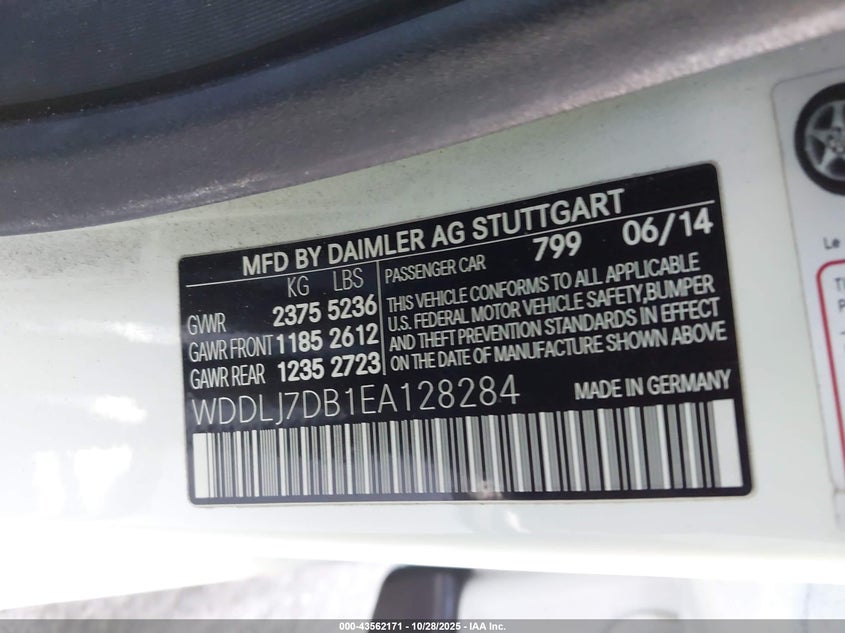 MFD BY DAIMLER AG STUTTGART
KG LBS
GVWR 2375 5236
GAWR FRONT 1185 2612
GAWR REAR 1235 2723
PASSENGER CAR 799 06/14
THIS VEHICLE CONFORMS TO ALL APPLICABLE
U.S. FEDERAL MOTOR VEHICLE SAFETY,BUMPER
AND THEFT PREVENTION STANDARDS IN EFFECT
ON THE DATE OF MANUFACTURE SHOWN ABOVE
WDDLJ7DB1EA128284 MADE IN GERMANY
Le
000-43562171 - 10/28/2025 - IAA Inc.